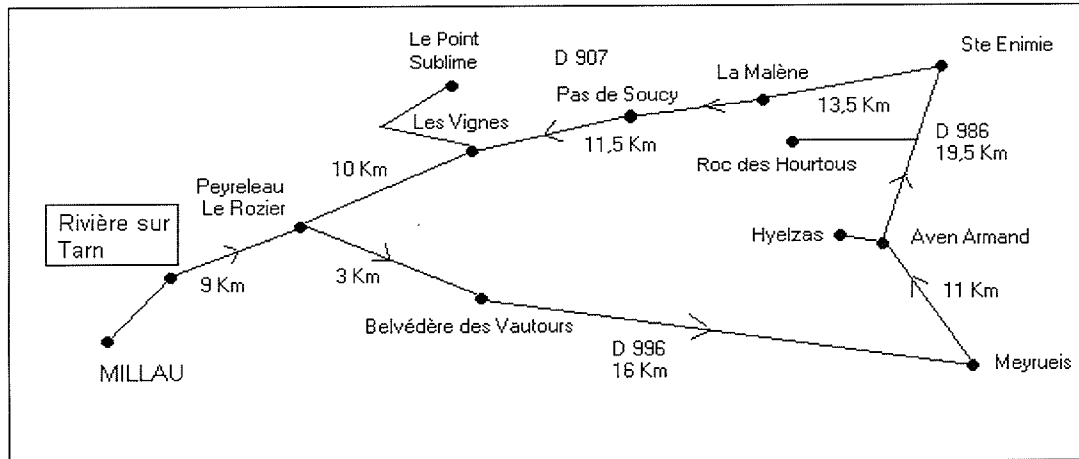 Le Point
Sublime
D 907
Ste Enimie
La Malène
Pas de Soucy
13,5 Km
Les Vignes
11,5 Km
D 986
19,5 Km
Roc des Hourtous
10 Km
Peyreleau
Le Rozier
Rivière sur
Tarn
Hyelzas
Aven Armand
9 Km
3 Km
11 Km
Belvédère des Vautours
D 996
16 Km
Meyrueis
MILLAU